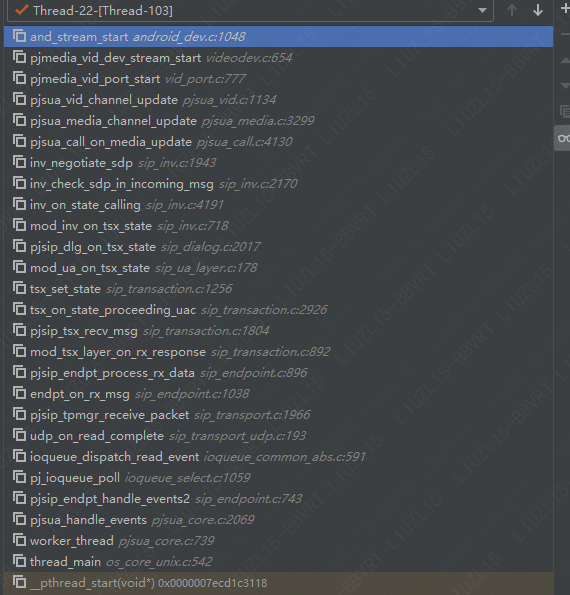 Thread-22-[Thread-103]
and_stream_start android_dev.c:1048
pjmedia_vid_dev_stream_start videodev.c:654
pjmedia_vid_port_start vid_port.c:777
pjsua_vid_channel_update pjsua_vid.c:1134
pjsua_media_channel_update pjsua_media.c:3299
pjsua_call_on_media_update pjsua_call.c:4130
inv_negotiate_sdp sip_inv.c:1943
inv_check_sdp_in_incoming_msg sip_inv.c:2170
inv_on_state_calling sip_inv.c:4191
mod_inv_on_tsx_state sip_inv.c:718
pjsip_dlg_on_tsx_state sip_dialog.c:2017
mod_ua_on_tsx_state sip_ua_layer.c:178
tsx_set_state sip_transaction.c:1256
tsx_on_state_proceeding_uac sip_transaction.c:2926
pjsip_tsx_recv_msg sip_transaction.c:1804
mod_tsx_layer_on_rx_response sip_transaction.c:892
pjsip_endpt_process_rx_data sip_endpoint.c:896
endpt_on_rx_msg sip_endpoint.c:1038
pjsip_tpmgr_receive_packet sip_transport.c:1966
udp_on_read_complete sip_transport_udp.c:193
ioqueue_dispatch_read_event ioqueue_common_abs.c:591
pj_ioqueue_poll ioqueue_select.c:1059
pjsip_endpt_handle_events2 sip_endpoint.c:743
pjsua_handle_events pjsua_core.c:2069
worker_thread pjsua_core.c:739
thread_main os_core_unix.c:542
__pthread_start(void*) 0x0000007ecd1c3118